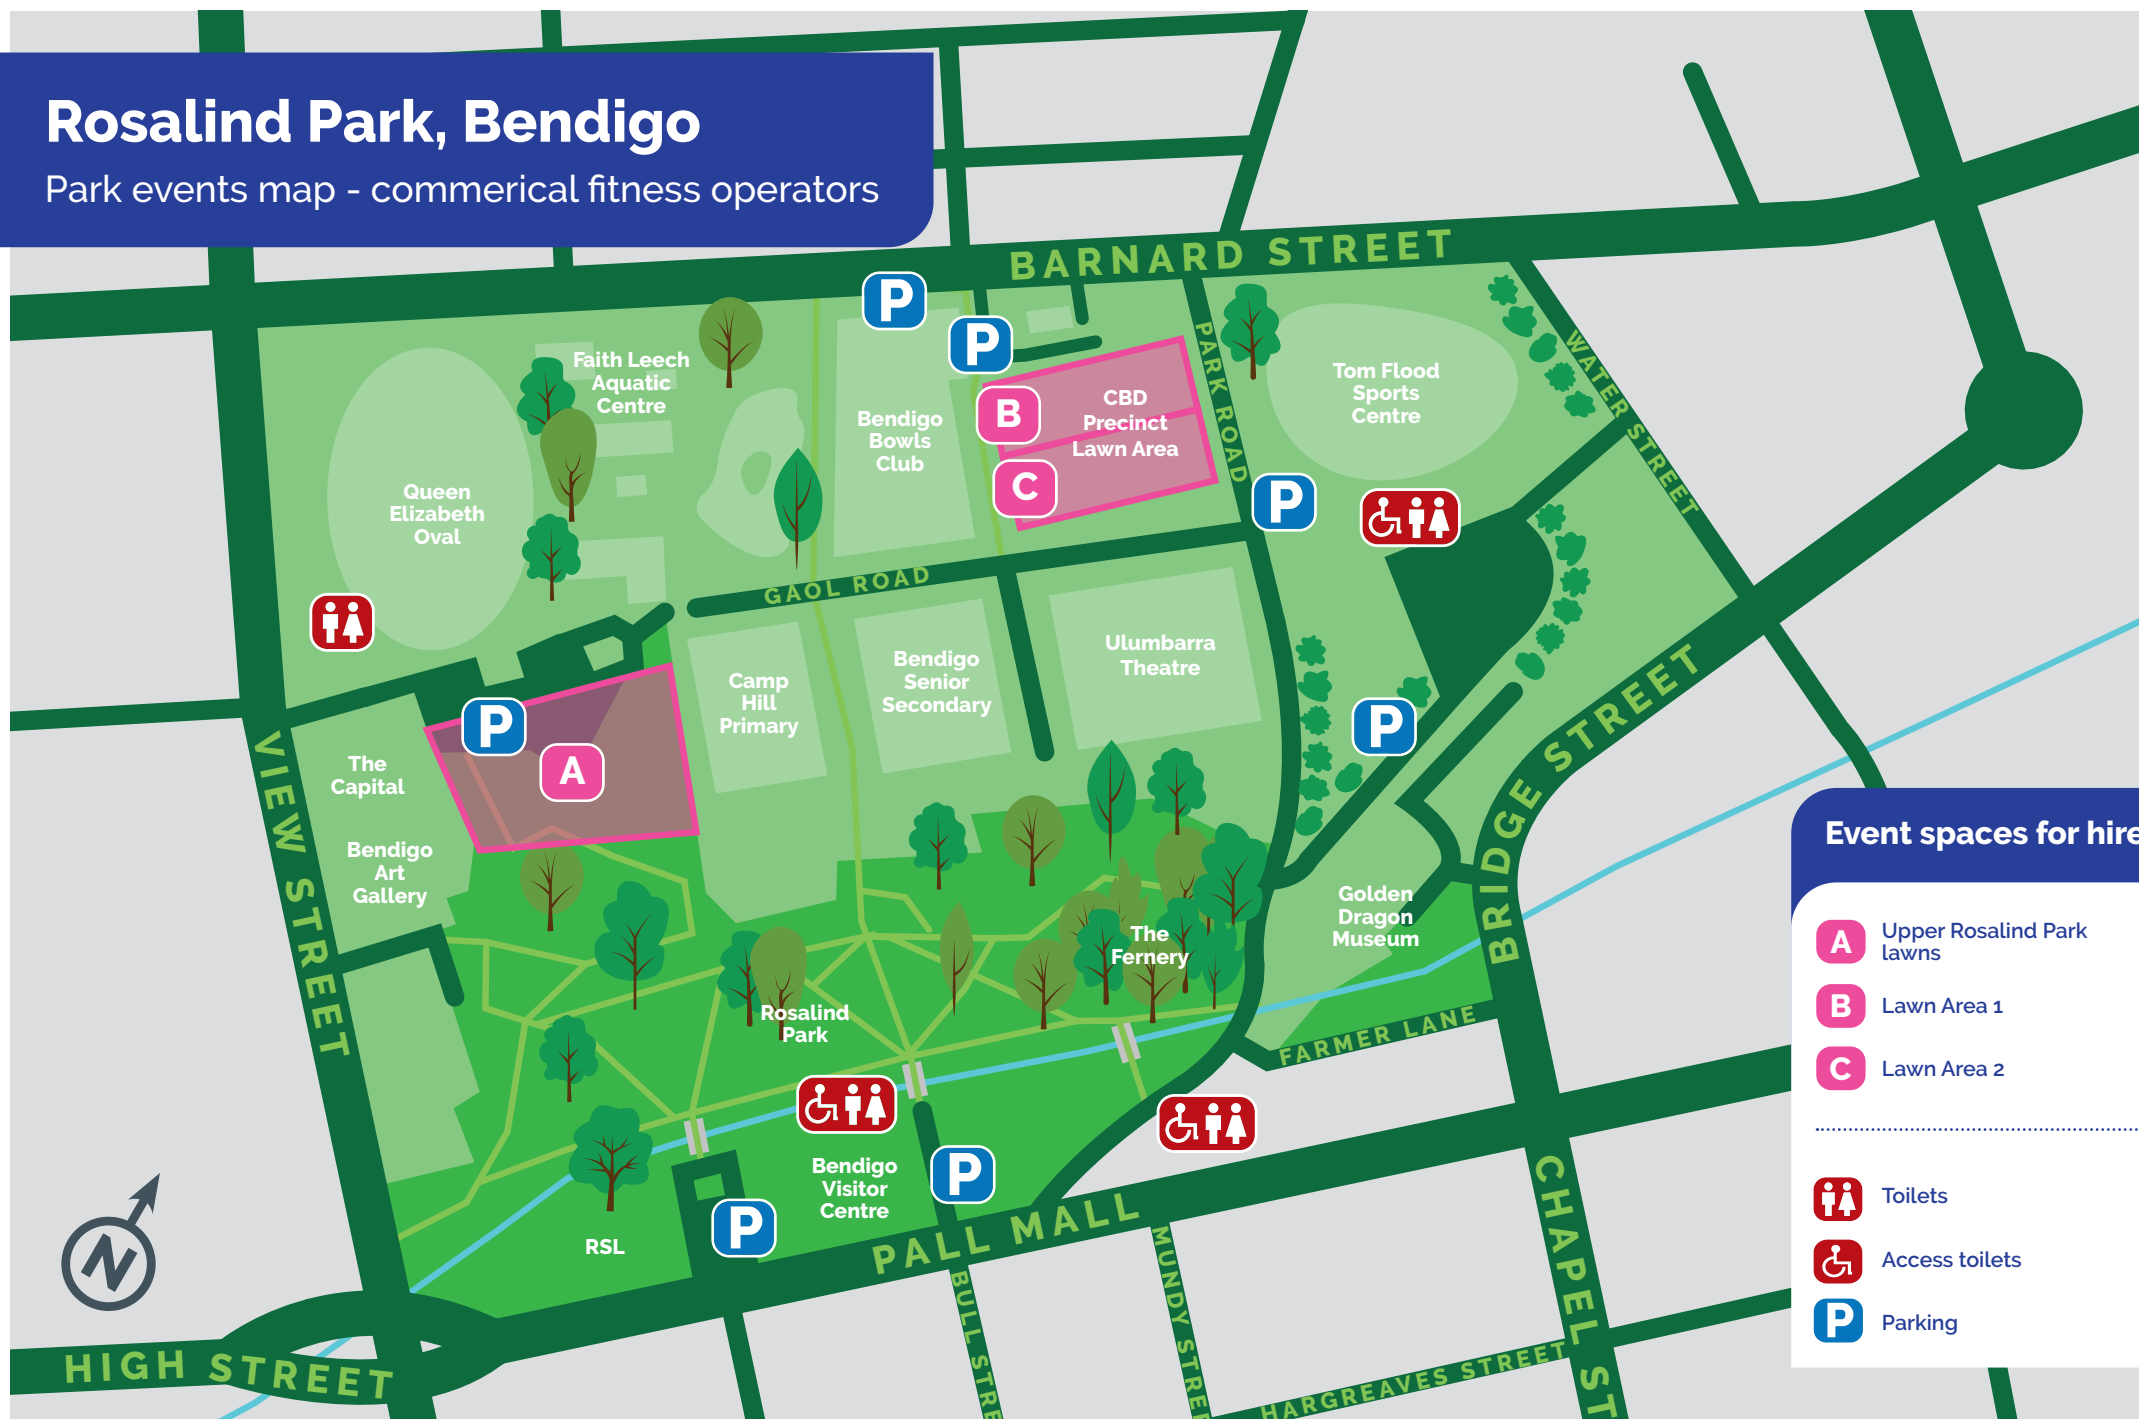 Rosalind Park, Bendigo
Park events map - commerical fitness operators
BARNARD STREET
P
P
PARK ROAD
WATER STREET
Faith Leech
Aquatic
Centre
Bendigo
Bowls
Club
B
C
CBD
Precinct
Lawn Area
Tom Flood
Sports
Centre
Queen
Elizabeth
Oval
P
GAOL ROAD
Camp
Hill
Primary
Bendigo
Senior
Secondary
Ulumbarra
Theatre
P
A
P
VIEW STREET
The
Capital
Bendigo
Art
Gallery
BRIDGE STREET
Golden
Dragon
Museum
The
Fernery
Rosalind
Park
FARMER LANE
Bendigo
Visitor
Centre
P
P
RSL
PALL MALL
N
HIGH STREET
BULL STRE
MUNDY STREE
HARGREAVES STREET
CHAPEL ST
Event spaces for hire
A Upper Rosalind Park
lawns
B Lawn Area 1
C Lawn Area 2
Toilets
Access toilets
P Parking